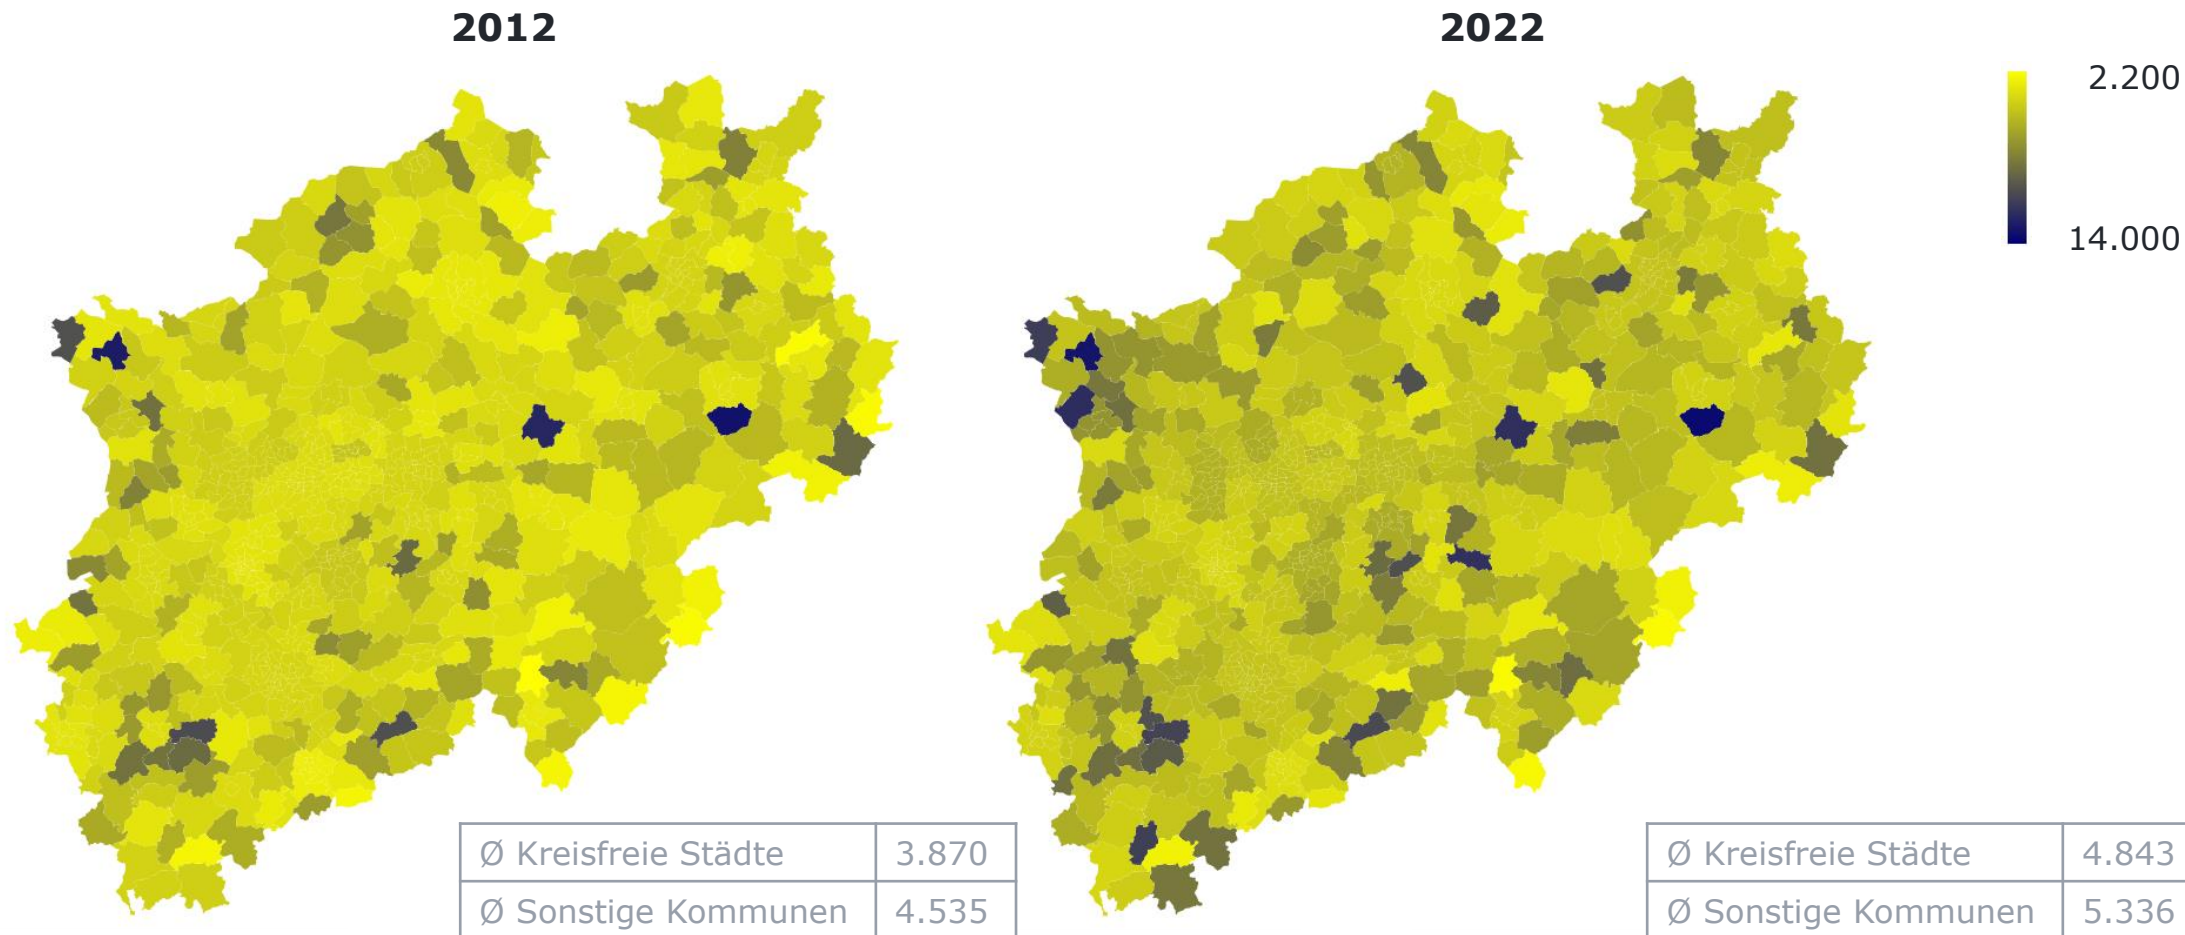 2012
2022
2.200
14.000
Ø Kreisfreie Städte 3.870
Ø Sonstige Kommunen 4.535
Ø Kreisfreie Städte 4.843
Ø Sonstige Kommunen 5.336